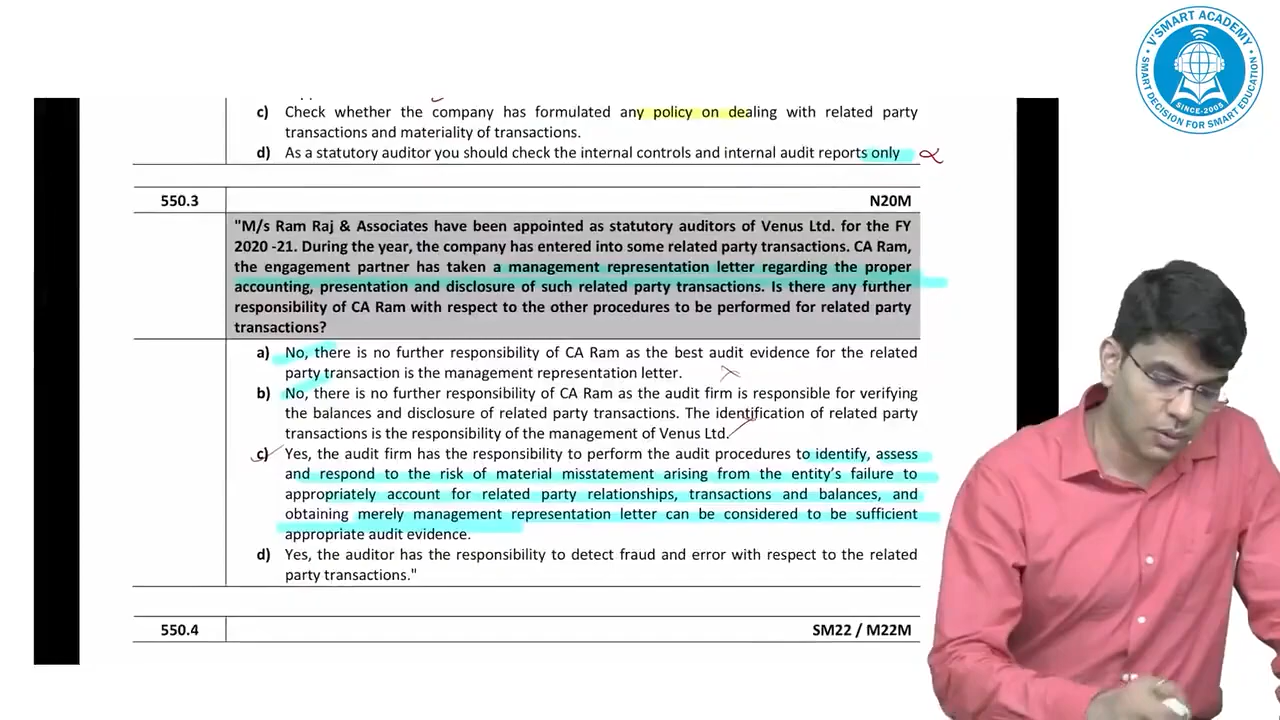 V'SMART ACADEMY
SMART DECISION FOR SMART EDUCATION
SINCE-2005
c) Check whether the company has formulated any policy on dealing with related party
transactions and materiality of transactions.
d) As a statutory auditor you should check the internal controls and internal audit reports only
550.3 N20M
"M/s Ram Raj & Associates have been appointed as statutory auditors of Venus Ltd. for the FY
2020 -21. During the year, the company has entered into some related party transactions. CA Ram,
the engagement partner has taken a management representation letter regarding the proper
accounting, presentation and disclosure of such related party transactions. Is there any further
responsibility of CA Ram with respect to the other procedures to be performed for related party
transactions?
a) No, there is no further responsibility of CA Ram as the best audit evidence for the related
party transaction is the management representation letter.
b) No, there is no further responsibility of CA Ram as the audit firm is responsible for verifying
the balances and disclosure of related party transactions. The identification of related party
transactions is the responsibility of the management of Venus Ltd.
c) Yes, the audit firm has the responsibility to perform the audit procedures to identify, assess
and respond to the risk of material misstatement arising from the entity's failure to
appropriately account for related party relationships, transactions and balances, and
obtaining merely management representation letter can be considered to be sufficient
appropriate audit evidence.
d) Yes, the auditor has the responsibility to detect fraud and error with respect to the related
party transactions."
550.4 SM22 / M22M